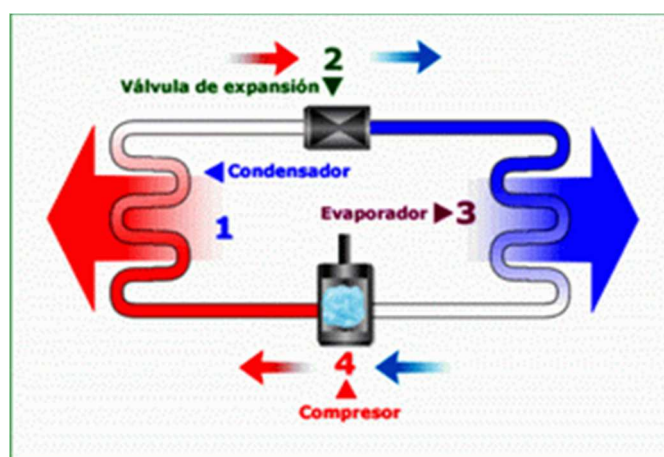 2
Válvula de expansión
Condensador
1
Evaporador 3
4
Compresor